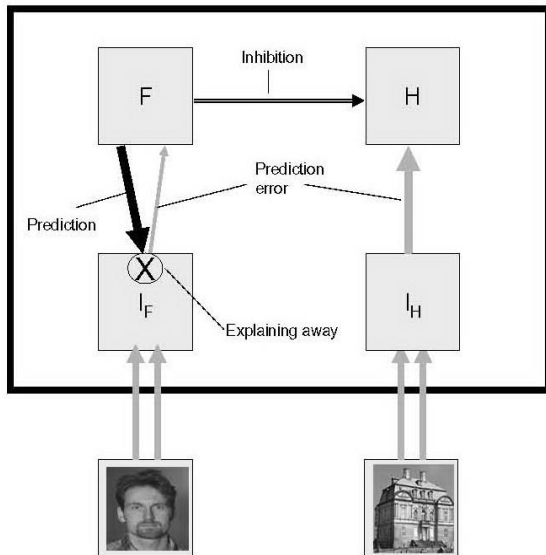 Inhibition
F
H
Prediction
error
Prediction
X
I_F
I_H
Explaining away